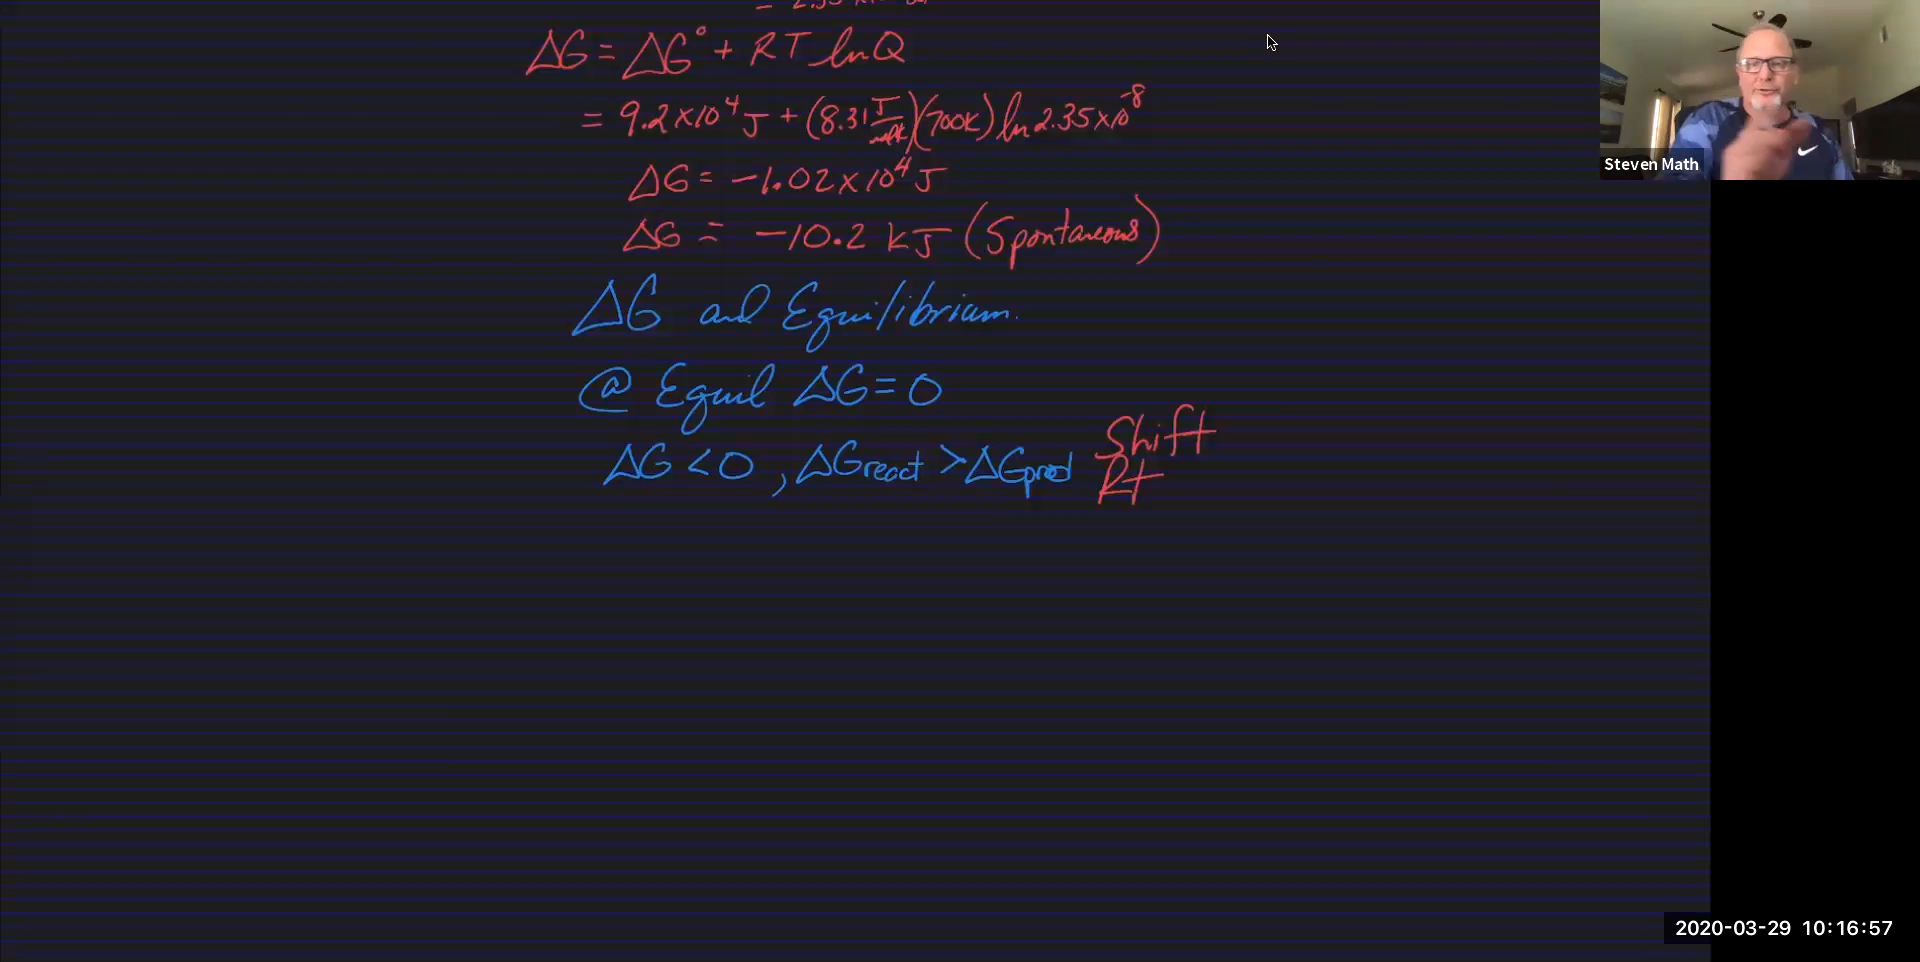 ΔG = ΔG° + RT ln Q
= 9.2 x 10⁴ J + (8.31 J/molK)(700K) ln 2.35 x 10⁻⁸
ΔG = -1.02 x 10⁴ J
ΔG = -10.2 kJ (Spontaneous)
ΔG and Equilibrium.
@ Equil ΔG = 0
ΔG < 0, ΔGreact > ΔGprod Shift
Rt
Steven Math
2020-03-29 10:16:57